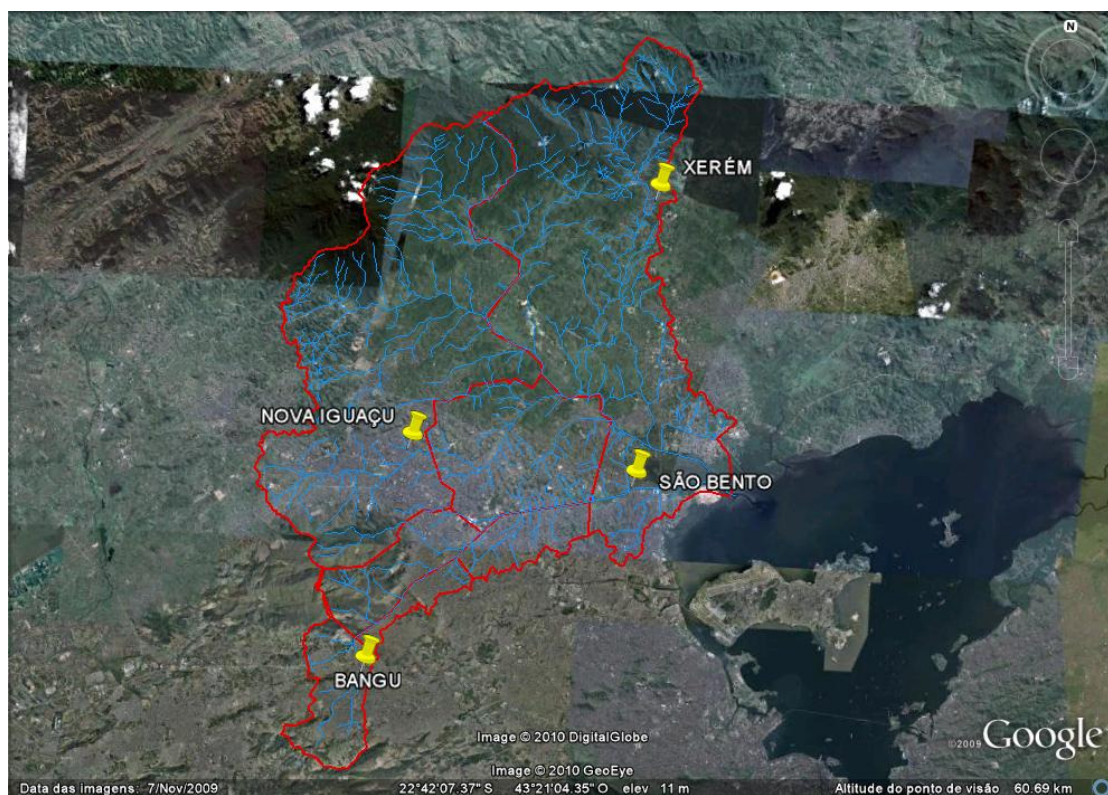 N
XERÉM
NOVA IGUAÇU
SÃO BENTO
BANGU
Image © 2010 DigitalGlobe
©2009 Google
Image © 2010 GeoEye
Data das imagens: 7/Nov/2009 22°42'07.37" S 43°21'04.35" O elev 11 m Altitude do ponto de visão 60.69 km